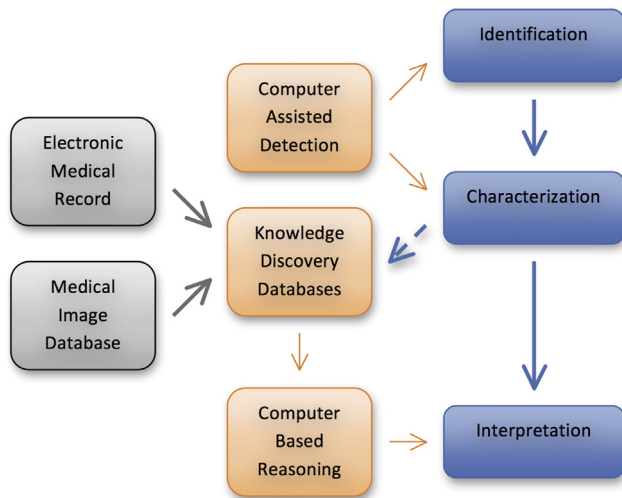 Identification
Computer
Assisted
Detection
Electronic
Medical
Record
Characterization
Knowledge
Discovery
Databases
Medical
Image
Database
Computer
Based
Reasoning
Interpretation